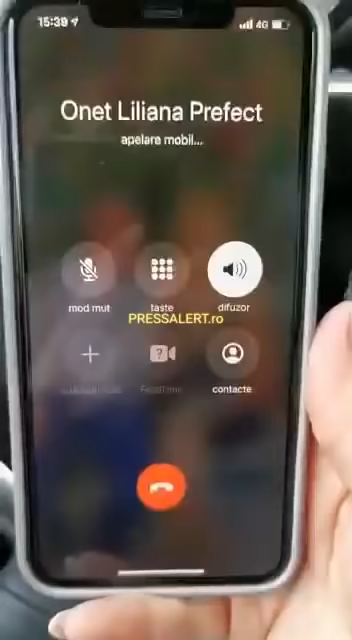 15:39
4G
Onet Liliana Prefect
apelare mobil...
mod mut
taste
difuzor
PRESSALERT.ro
FaceTime
contacte